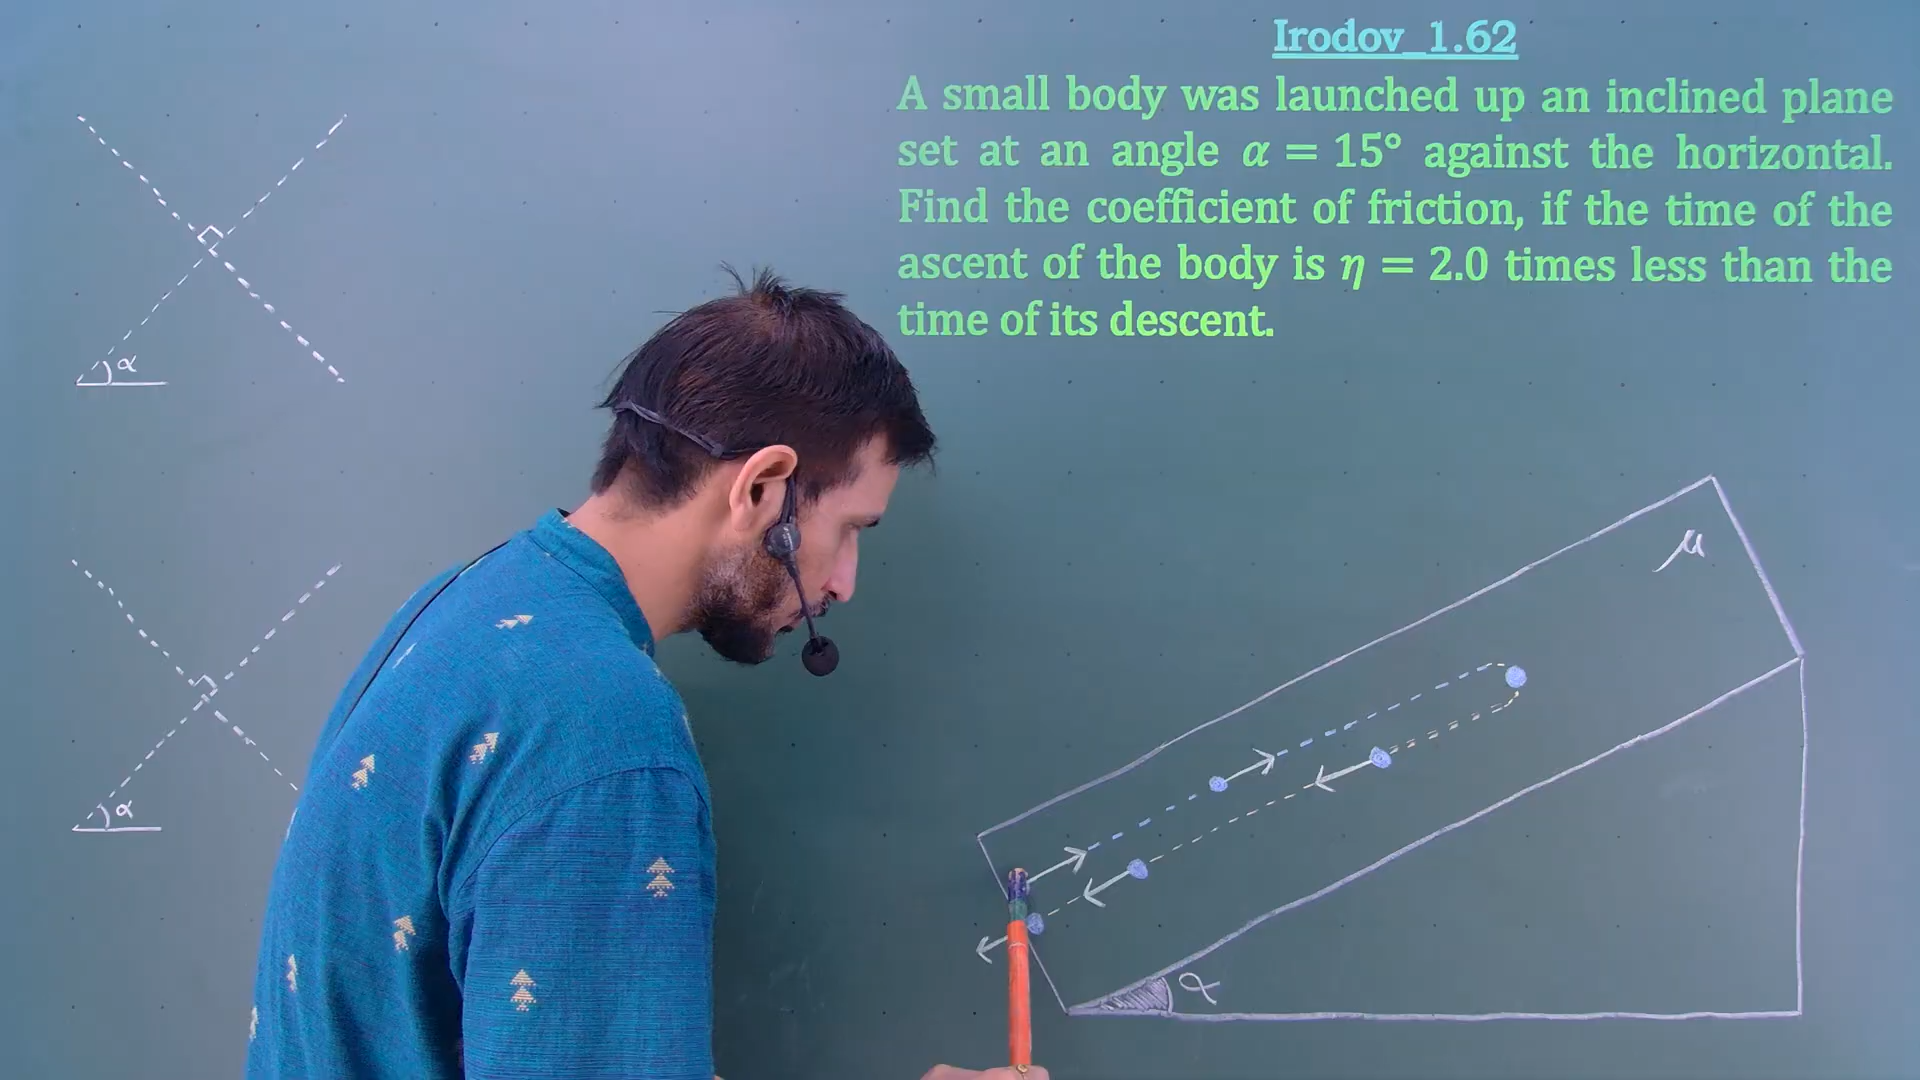 Irodov_1.62
A small body was launched up an inclined plane
set at an angle α = 15° against the horizontal.
Find the coefficient of friction, if the time of the
ascent of the body is η = 2.0 times less than the
time of its descent.
α
μ
α
α